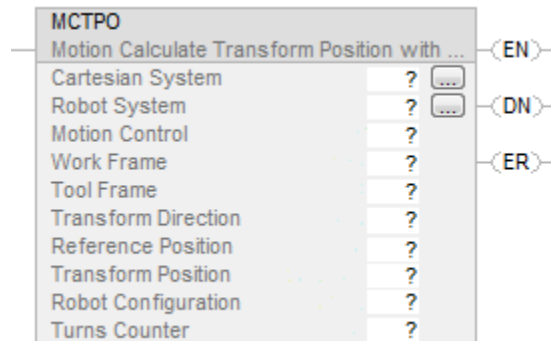 MCTPO
Motion Calculate Transform Position with ... (EN)
Cartesian System ? ...
Robot System ? ... (DN)
Motion Control ?
Work Frame ? (ER)
Tool Frame ?
Transform Direction ?
Reference Position ?
Transform Position ?
Robot Configuration ?
Turns Counter ?